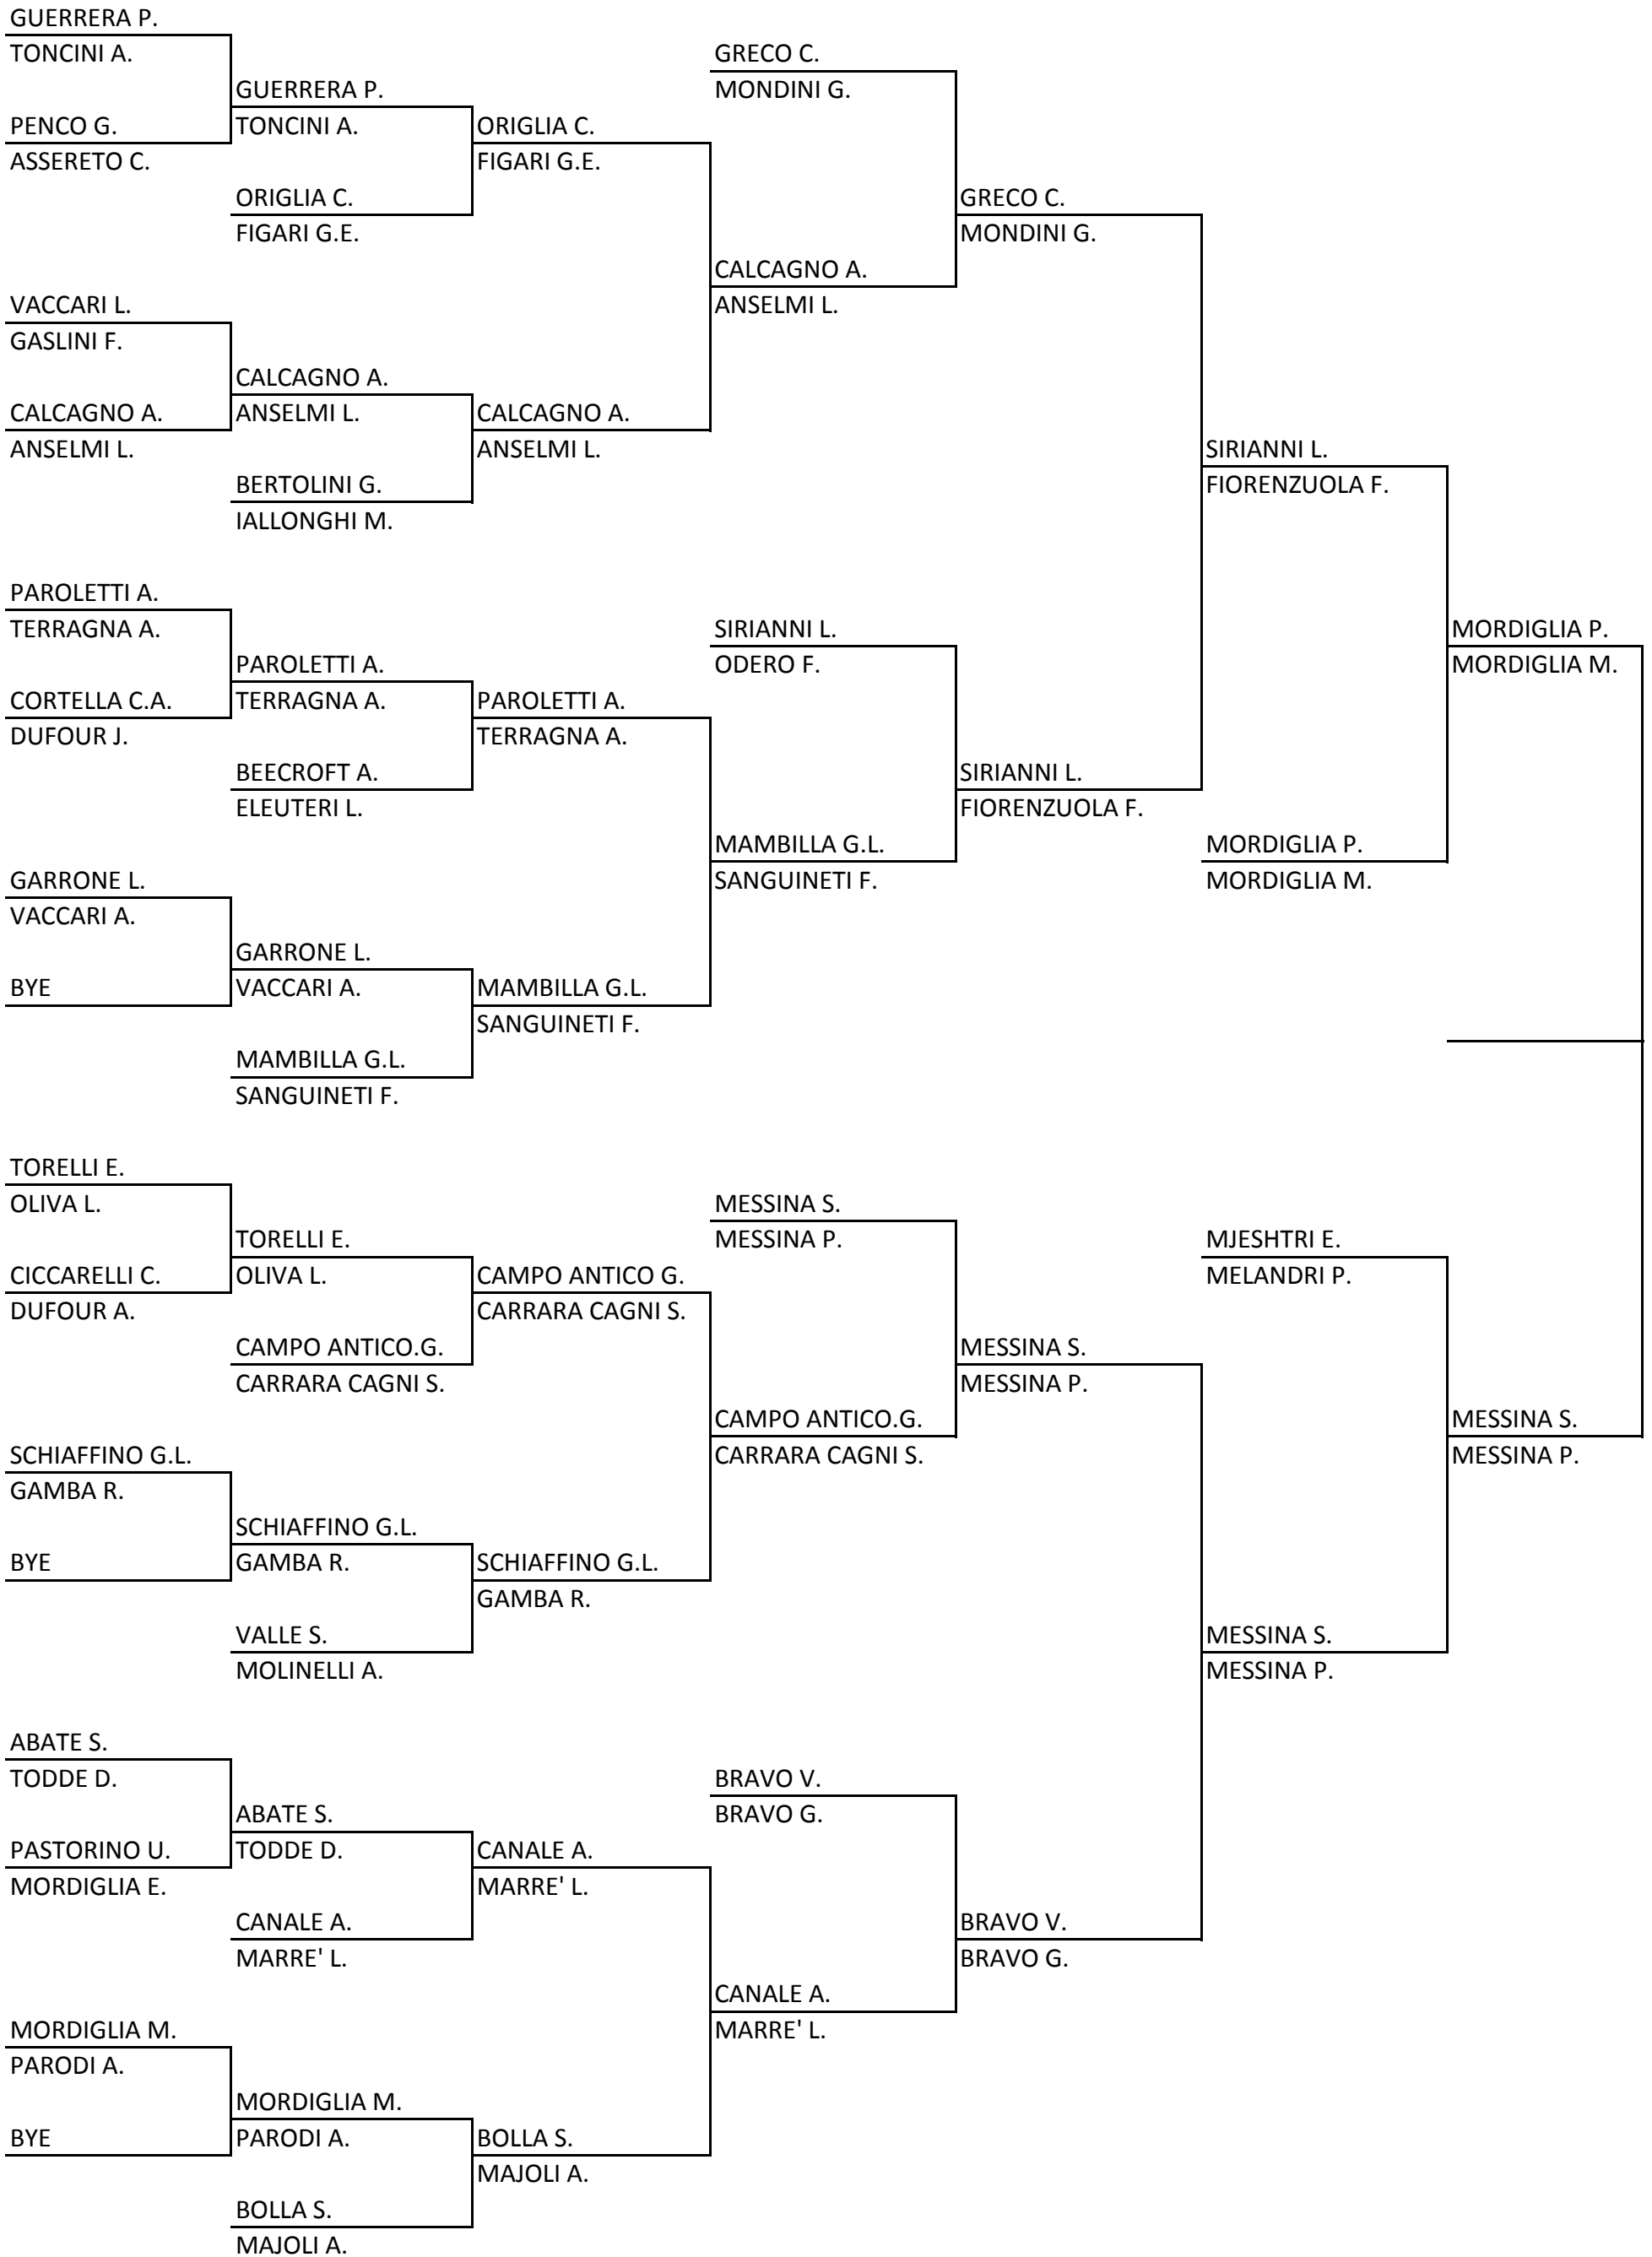 GUERRERA P.
TONCINI A.
PENCO G.
ASSERETO C.
VACCARI L.
GASLINI F.
CALCAGNO A.
ANSELMI L.
PAROLETTI A.
TERRAGNA A.
CORTELLA C.A.
DUFOUR J.
GARRONE L.
VACCARI A.
BYE
TORELLI E.
OLIVA L.
CICCARELLI C.
DUFOUR A.
SCHIAFFINO G.L.
GAMBA R.
BYE
ABATE S.
TODDE D.
PASTORINO U.
MORDIGLIA E.
MORDIGLIA M.
PARODI A.
BYE
GUERRERA P.
TONCINI A.
ORIGLIA C.
FIGARI G.E.
CALCAGNO A.
ANSELMI L.
BERTOLINI G.
IALLONGHI M.
PAROLETTI A.
TERRAGNA A.
BEECROFT A.
ELEUTERI L.
GARRONE L.
VACCARI A.
MAMBILLA G.L.
SANGUINETI F.
TORELLI E.
OLIVA L.
CAMPO ANTICO.G.
CARRARA CAGNI S.
SCHIAFFINO G.L.
GAMBA R.
VALLE S.
MOLINELLI A.
ABATE S.
TODDE D.
CANALE A.
MARRE' L.
MORDIGLIA M.
PARODI A.
BOLLA S.
MAJOLI A.
ORIGLIA C.
FIGARI G.E.
CALCAGNO A.
ANSELMI L.
PAROLETTI A.
TERRAGNA A.
MAMBILLA G.L.
SANGUINETI F.
CAMPO ANTICO G.
CARRARA CAGNI S.
SCHIAFFINO G.L.
GAMBA R.
CANALE A.
MARRE' L.
BOLLA S.
MAJOLI A.
GRECO C.
MONDINI G.
CALCAGNO A.
ANSELMI L.
SIRIANNI L.
ODERO F.
MAMBILLA G.L.
SANGUINETI F.
MESSINA S.
MESSINA P.
CAMPO ANTICO.G.
CARRARA CAGNI S.
BRAVO V.
BRAVO G.
CANALE A.
MARRE' L.
GRECO C.
MONDINI G.
SIRIANNI L.
FIORENZUOLA F.
MESSINA S.
MESSINA P.
BRAVO V.
BRAVO G.
SIRIANNI L.
FIORENZUOLA F.
MORDIGLIA P.
MORDIGLIA M.
MJESHTRI E.
MELANDRI P.
MESSINA S.
MESSINA P.
MORDIGLIA P.
MORDIGLIA M.
MESSINA S.
MESSINA P.